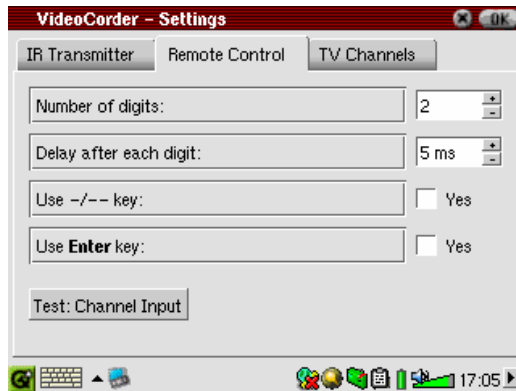 VideoCorder – Settings OK
IR Transmitter Remote Control TV Channels
Number of digits: 2
Delay after each digit: 5 ms
Use -/-- key: Yes
Use Enter key: Yes
Test: Channel Input
17:05